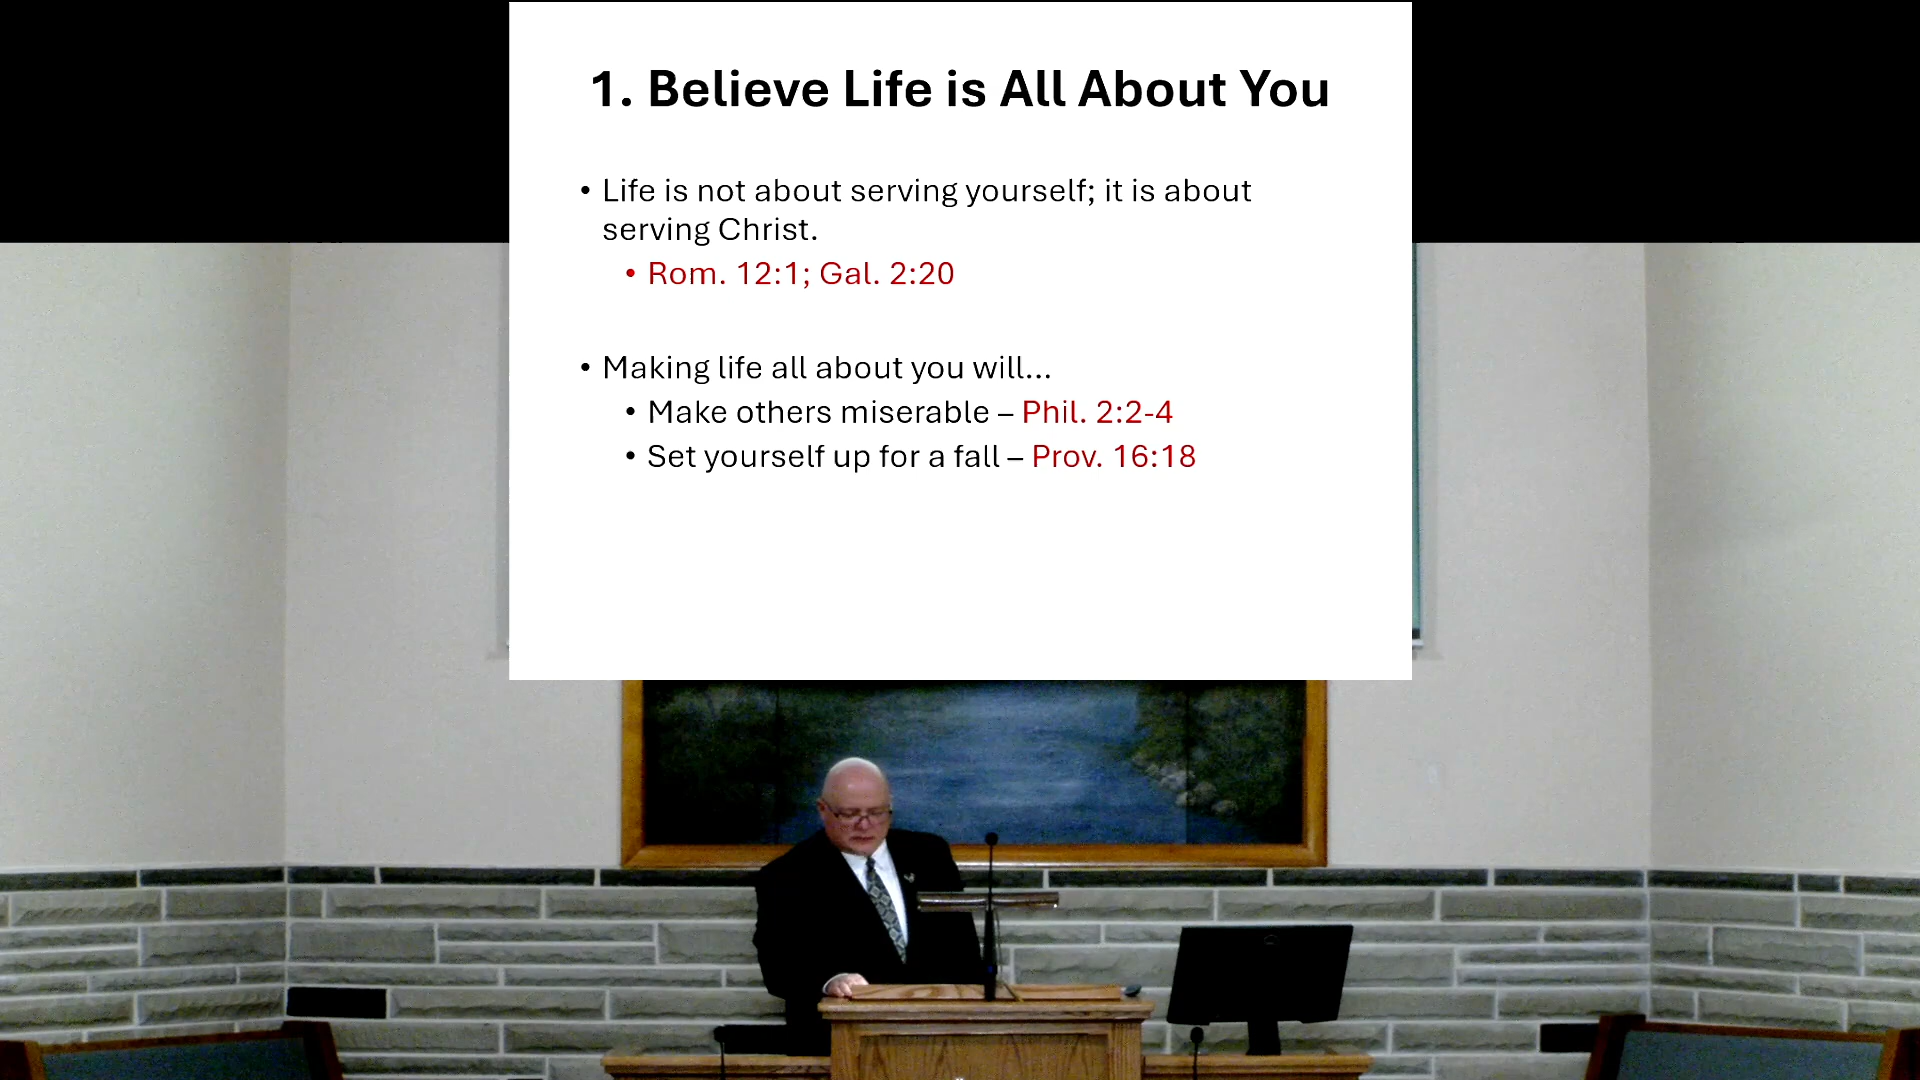 1. Believe Life is All About You
• Life is not about serving yourself; it is about
serving Christ.
• Rom. 12:1; Gal. 2:20
• Making life all about you will...
• Make others miserable – Phil. 2:2-4
• Set yourself up for a fall – Prov. 16:18